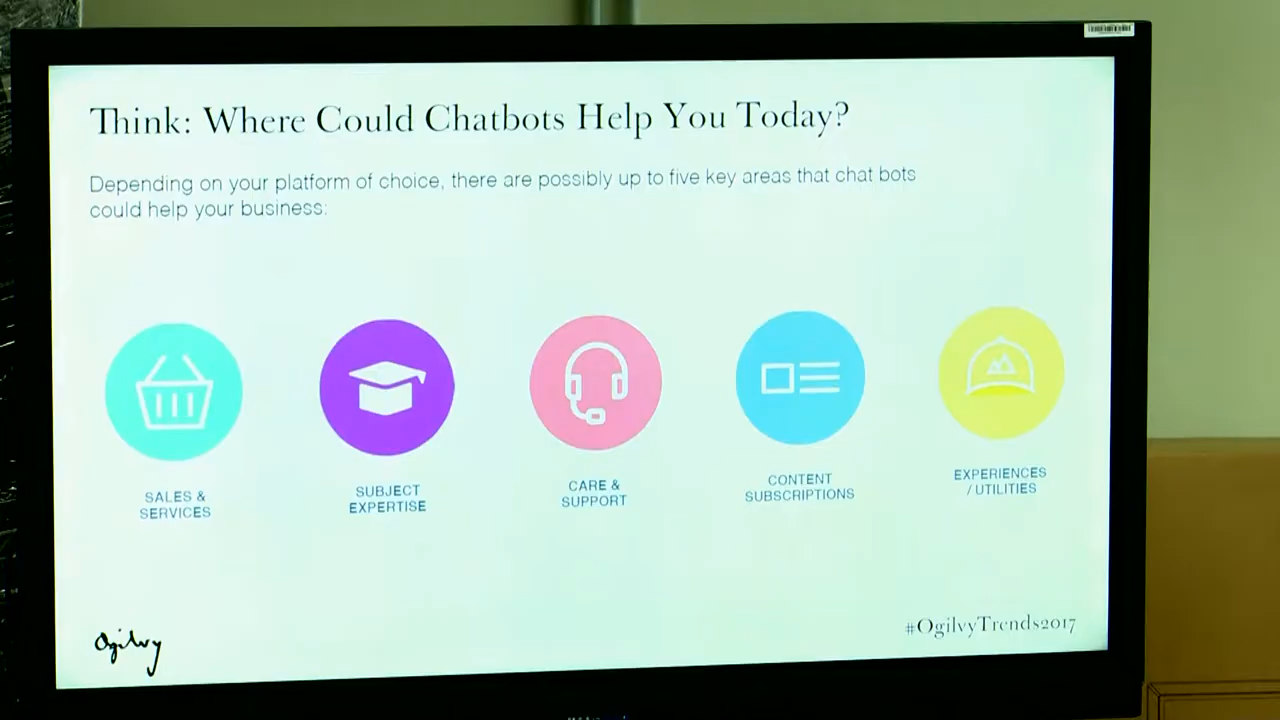 Think: Where Could Chatbots Help You Today?
Depending on your platform of choice, there are possibly up to five key areas that chat bots
could help your business:
SALES &
SERVICES
SUBJECT
EXPERTISE
CARE &
SUPPORT
CONTENT
SUBSCRIPTIONS
EXPERIENCES
/ UTILITIES
Ogilvy
#OgilvyTrends2017